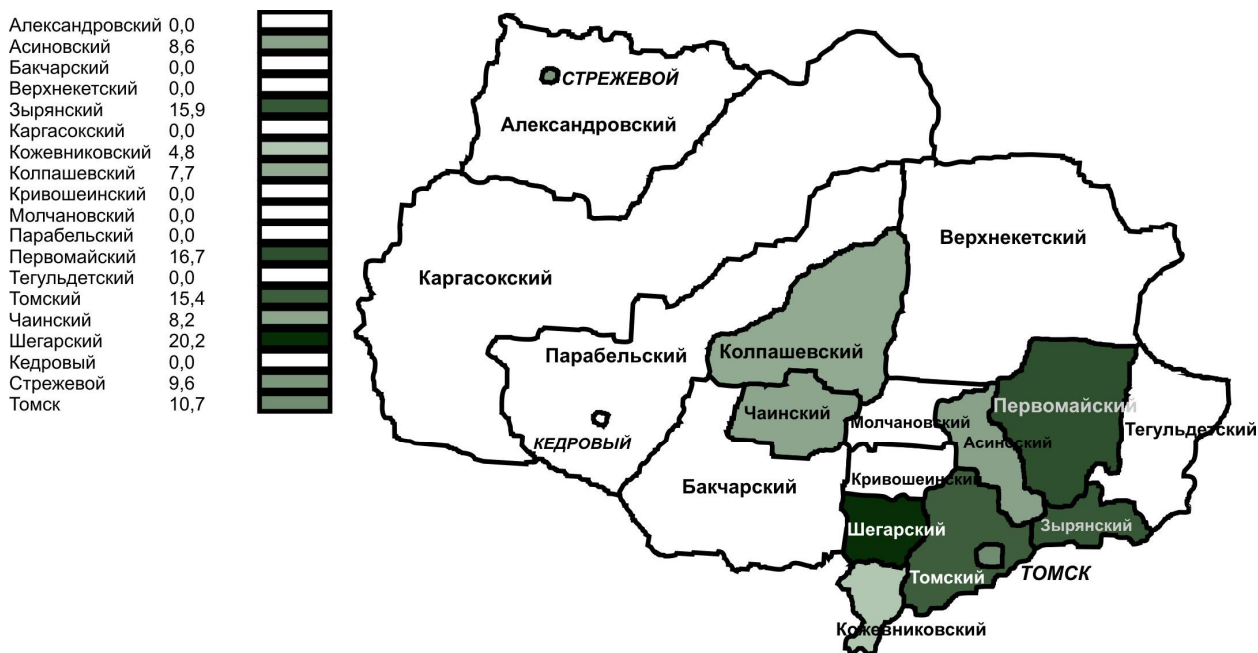 Александровский 0,0
Асиновский 8,6
Бакчарский 0,0
Верхнекетский 0,0
Зырянский 15,9
Каргасокский 0,0
Кожевниковский 4,8
Колпашевский 7,7
Кривошеинский 0,0
Молчановский 0,0
Парабельский 0,0
Первомайский 16,7
Тегульдетский 0,0
Томский 15,4
Чаинский 8,2
Шегарский 20,2
Кедровый 0,0
Стрежевой 9,6
Томск 10,7
СТРЕЖЕВОЙ
Александровский
Верхнекетский
Каргасокский
Парабельский
Колпашевский
Первомайский
Чаинский
Молчановский
Тегульдетский
КЕДРОВЫЙ
Асиновский
Кривошеинский
Бакчарский
Шегарский
Зырянский
Томский
ТОМСК
Кожевниковский